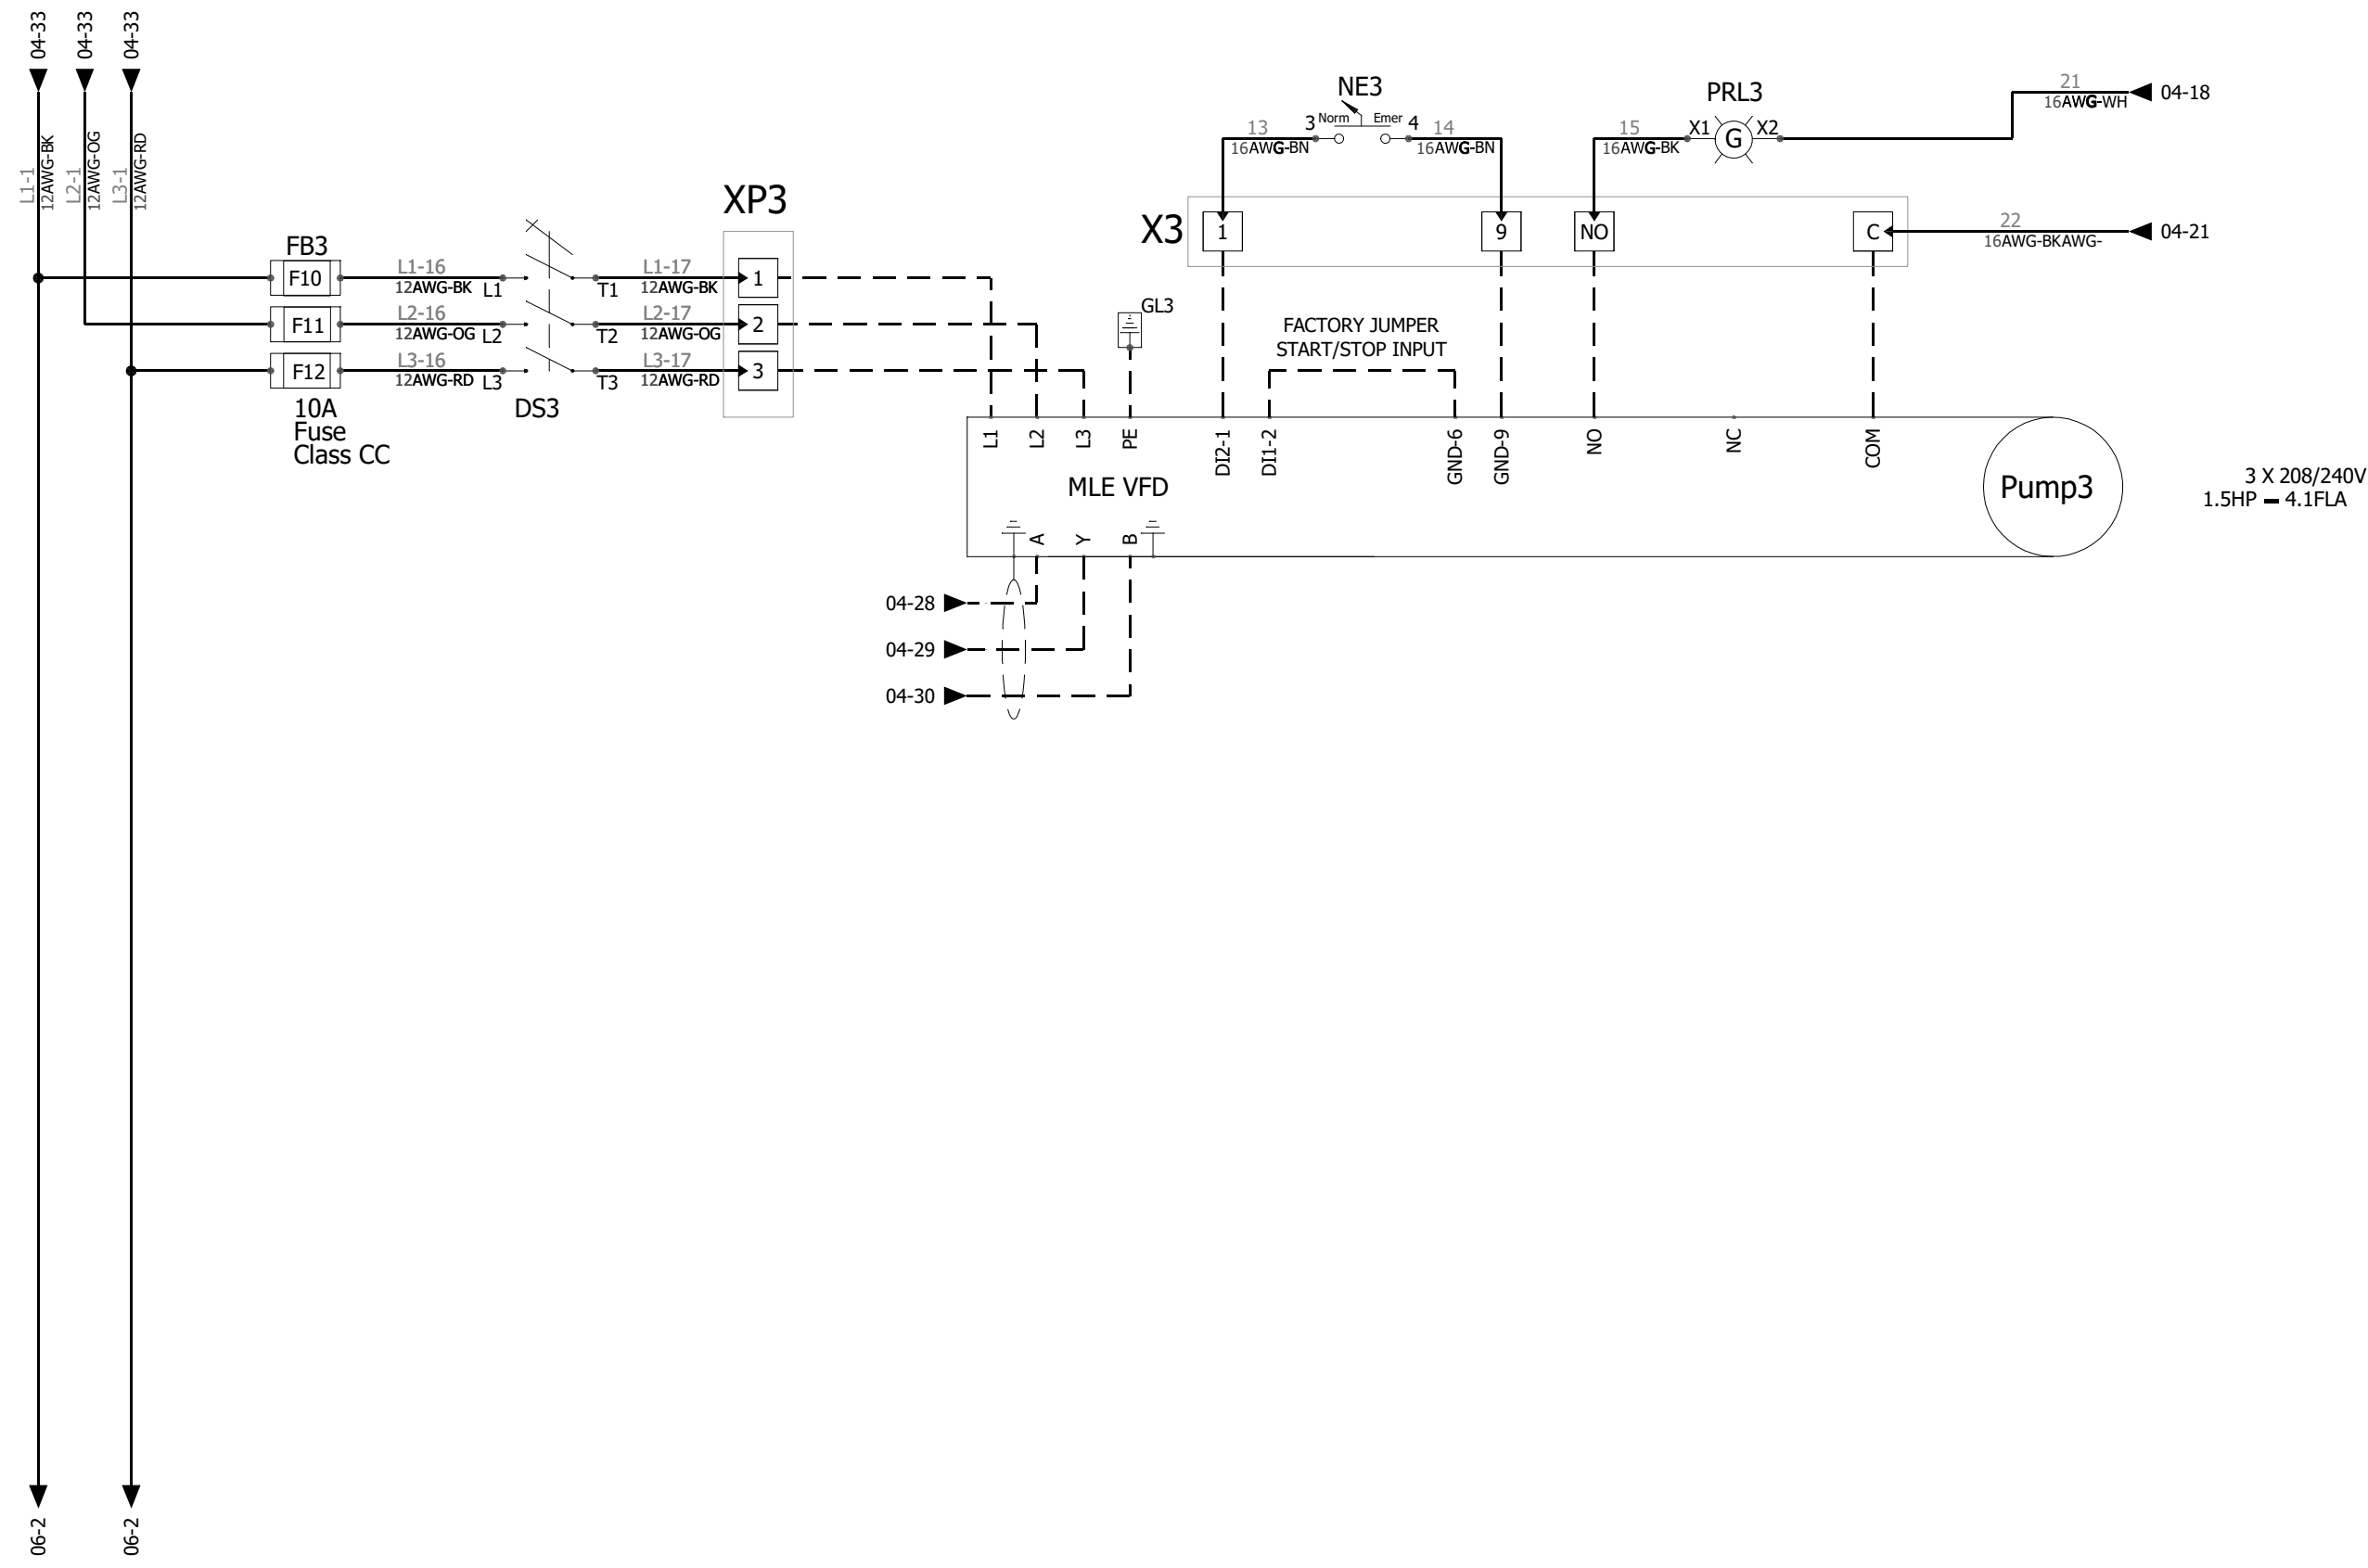 04-33
04-33
04-33
L1-1
12AWG-BK
L2-1
12AWG-OG
L3-1
12AWG-RD
FB3
F10
F11
F12
10A
Fuse
Class CC
L1-16
12AWG-BK
L1
L2-16
12AWG-OG
L2
L3-16
12AWG-RD
L3
DS3
T1
T2
T3
L1-17
12AWG-BK
L2-17
12AWG-OG
L3-17
12AWG-RD
XP3
1
2
3
NE3
13
16AWG-BN
3
Norm
Emer
4
14
16AWG-BN
PRL3
15
16AWG-BK
X1
G
X2
21
16AWG-WH
04-18
X3
1
9
NO
C
22
16AWG-BKAWG-
04-21
GL3
FACTORY JUMPER
START/STOP INPUT
L1
L2
L3
PE
DI2-1
DI1-2
GND-6
GND-9
NO
NC
COM
MLE VFD
Pump3
3 X 208/240V
1.5HP - 4.1FLA
A
Y
B
04-28
04-29
04-30
06-2
06-2